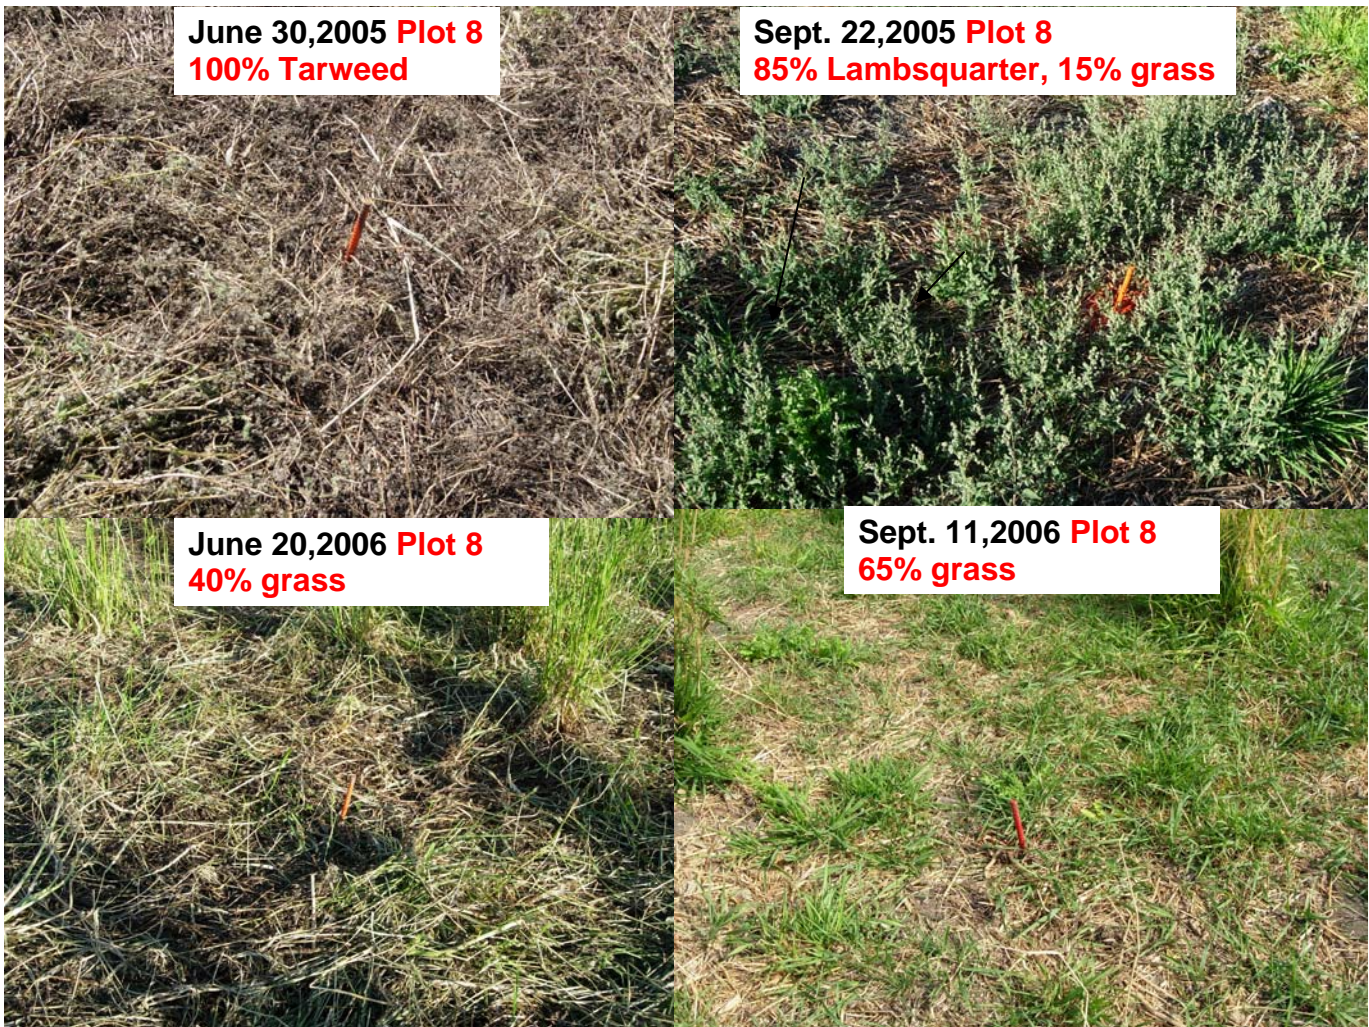 June 30,2005 Plot 8
100% Tarweed
Sept. 22,2005 Plot 8
85% Lambsquarter, 15% grass
June 20,2006 Plot 8
40% grass
Sept. 11,2006 Plot 8
65% grass